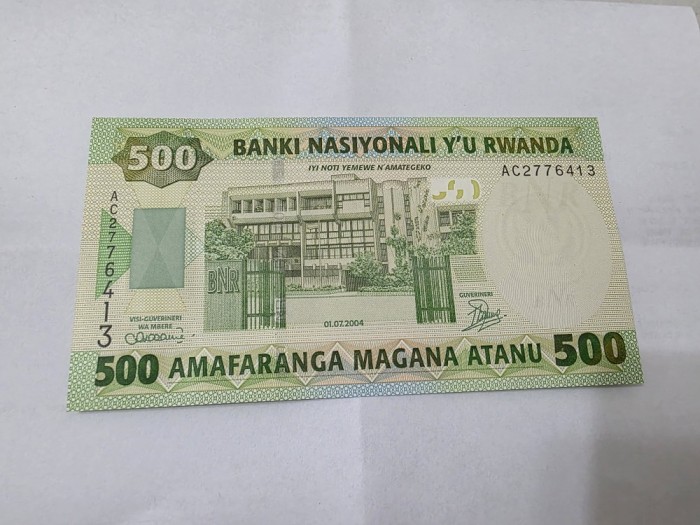 500
BANKI NASIYONALI Y'U RWANDA
IYI NOTI YEMEWE N'AMATEGEKO
AC2776413
AC2776413
BNR
VISI-GUVERINERI
WA MBERE
GUVERINERI
01.07.2004
500 AMAFARANGA MAGANA ATANU 500